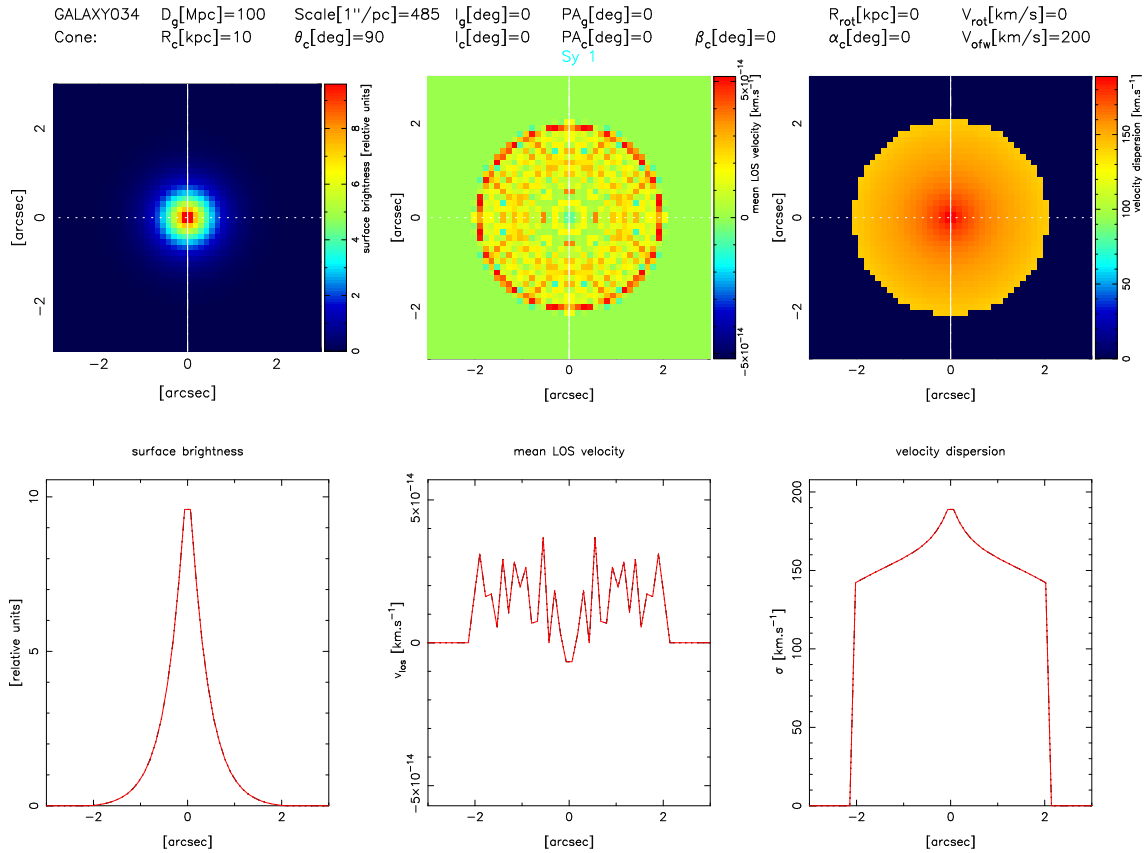 GALAXY034 D_g[Mpc]=100 Scale[1"/pc]=485 I_g[deg]=0 PA_g[deg]=0 R_rot[kpc]=0 V_rot[km/s]=0
Cone: R_c[kpc]=10 θ_c[deg]=90 I_c[deg]=0 PA_c[deg]=0 β_c[deg]=0 α_c[deg]=0 V_ofw[km/s]=200
Sy 1
[arcsec]
2
0
−2
−2 0 2
[arcsec]
0 2 4 6 8
surface brightness [relative units]
[arcsec]
2
0
−2
−2 0 2
[arcsec]
−5×10⁻¹⁴ 0 5×10⁻¹⁴
mean LOS velocity [km.s⁻¹]
[arcsec]
2
0
−2
−2 0 2
[arcsec]
0 50 100 150
velocity dispersion [km.s⁻¹]
surface brightness
[relative units]
10
5
0
−2 0 2
[arcsec]
mean LOS velocity
v_los [km.s⁻¹]
5×10⁻¹⁴
0
−5×10⁻¹⁴
−2 0 2
[arcsec]
velocity dispersion
σ [km.s⁻¹]
200
150
100
50
0
−2 0 2
[arcsec]